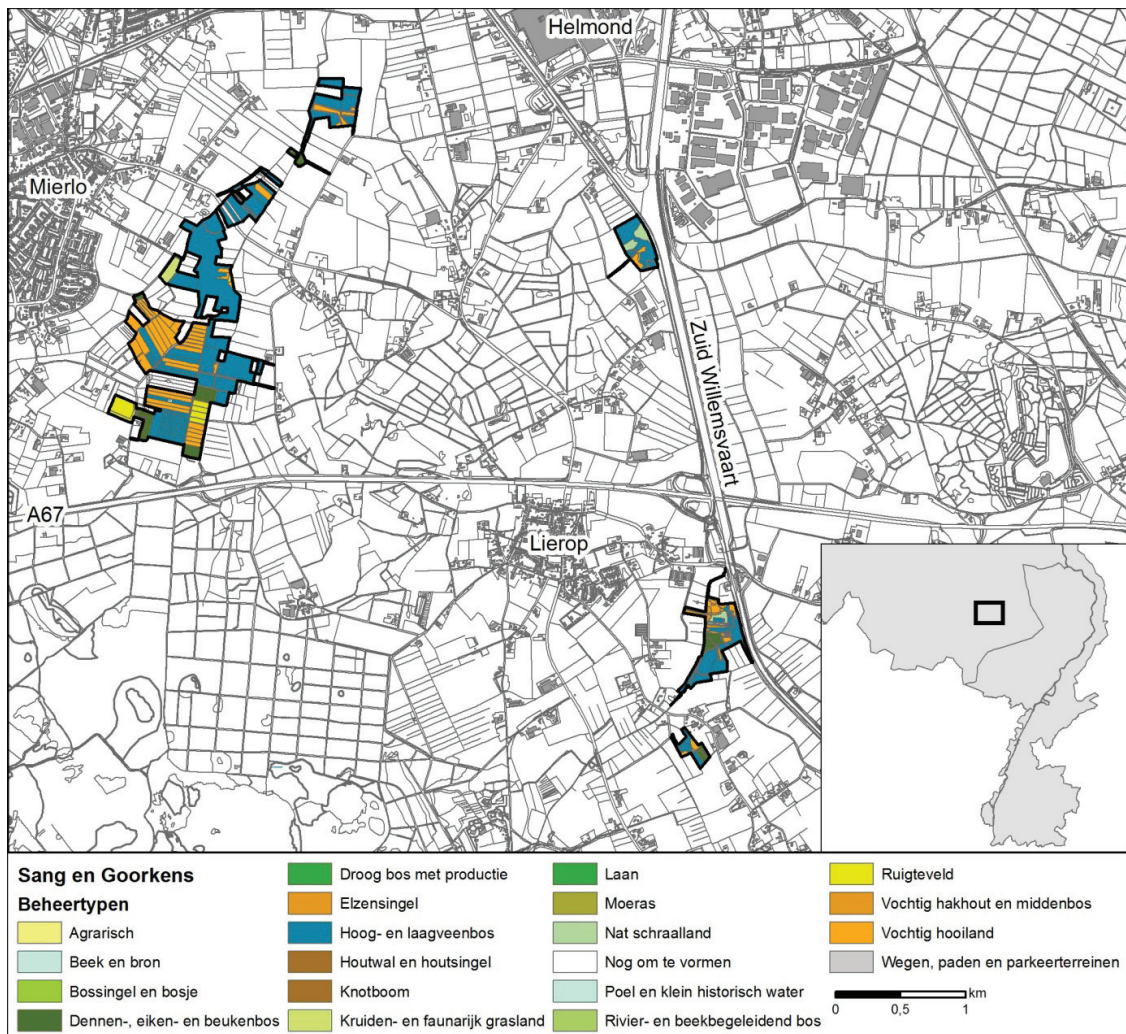 Helmond
Mierlo
Zuid Willemsvaart
A67
Lierop
Sang en Goorkens
Beheertypen
Agrarisch
Beek en bron
Bossingel en bosje
Dennen-, eiken- en beukenbos
Droog bos met productie
Elzensingel
Hoog- en laagveenbos
Houtwal en houtsingel
Knotboom
Kruiden- en faunarijk grasland
Laan
Moeras
Nat schraalland
Nog om te vormen
Poel en klein historisch water
Rivier- en beekbegeleidend bos
Ruigteveld
Vochtig hakhout en middenbos
Vochtig hooiland
Wegen, paden en parkeerterreinen
km
0 0,5 1